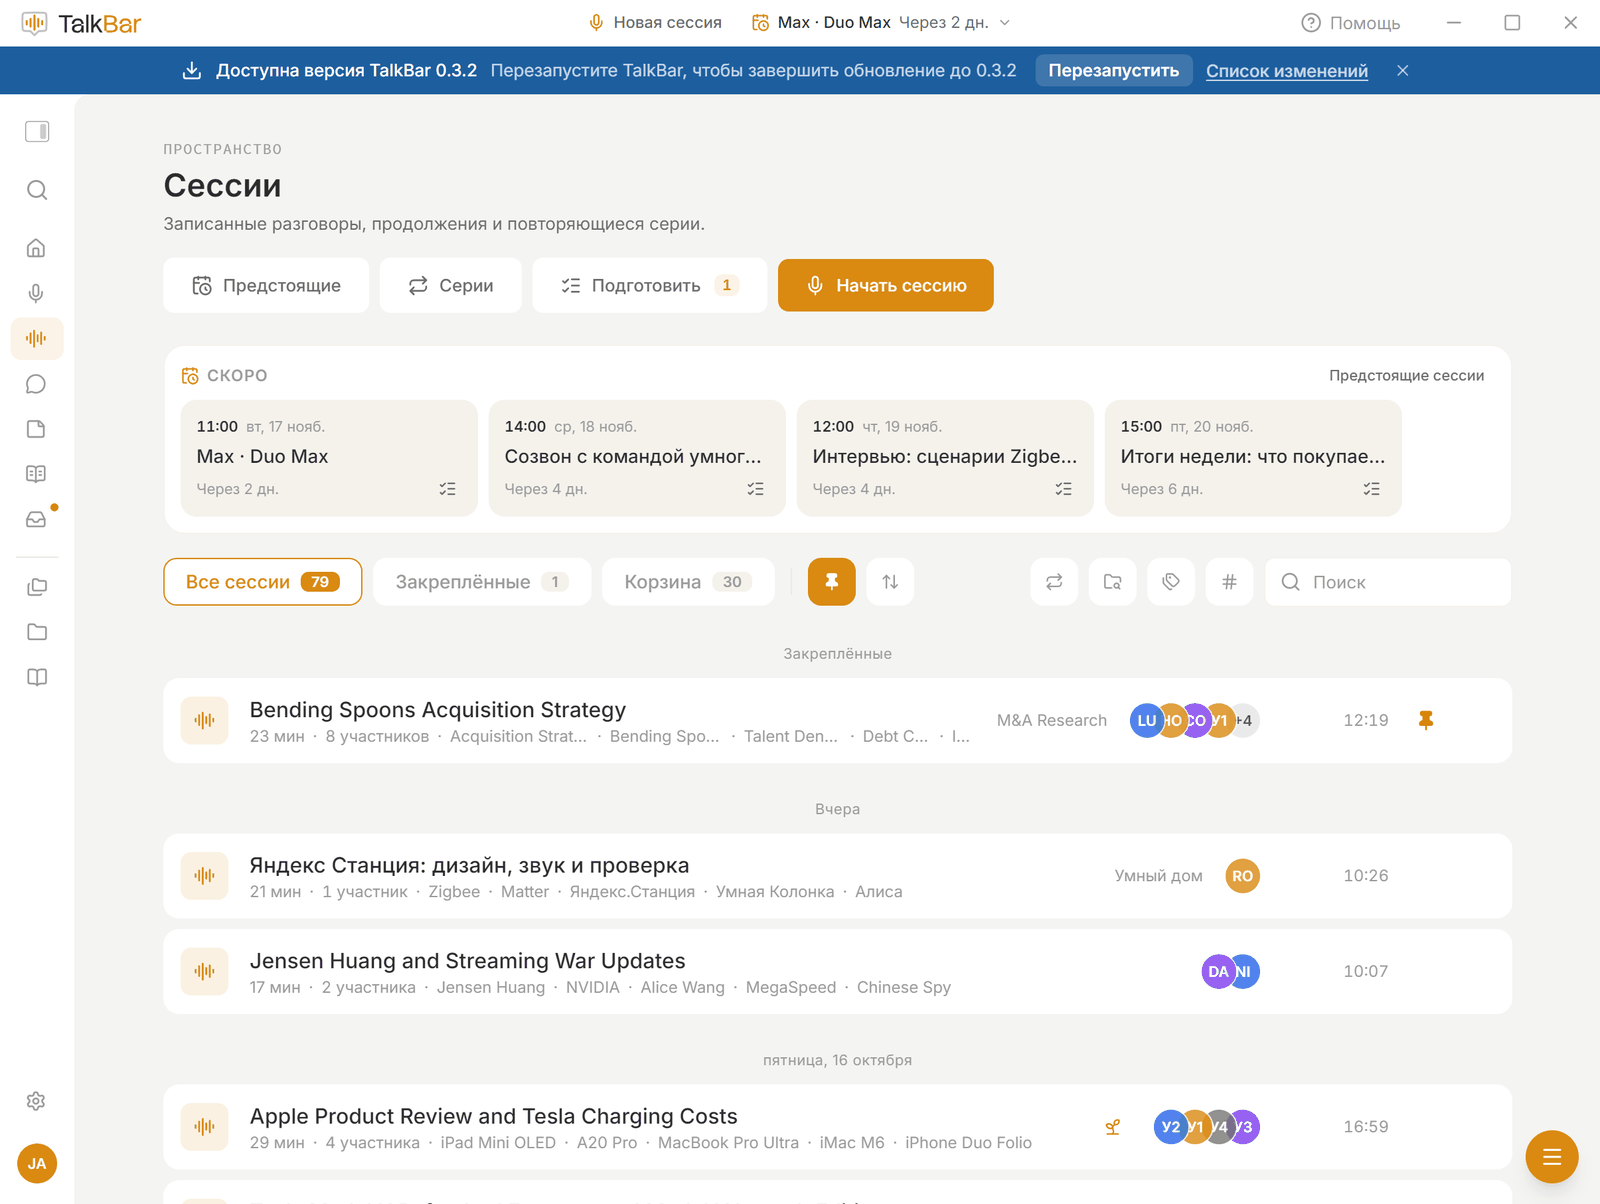 TalkBar
Новая сессия
Max · Duo Max Через 2 дн.
Помощь
Доступна версия TalkBar 0.3.2 Перезапустите TalkBar, чтобы завершить обновление до 0.3.2 Перезапустить Список изменений
ПРОСТРАНСТВО
Сессии
Записанные разговоры, продолжения и повторяющиеся серии.
Предстоящие
Серии
Подготовить 1
Начать сессию
СКОРО
Предстоящие сессии
11:00 вт, 17 нояб.
Max · Duo Max
Через 2 дн.
14:00 ср, 18 нояб.
Созвон с командой умног...
Через 4 дн.
12:00 чт, 19 нояб.
Интервью: сценарии Zigbe...
Через 4 дн.
15:00 пт, 20 нояб.
Итоги недели: что покупае...
Через 6 дн.
Все сессии 79
Закреплённые 1
Корзина 30
Поиск
Закреплённые
Bending Spoons Acquisition Strategy
23 мин · 8 участников · Acquisition Strat... · Bending Spo... · Talent Den... · Debt C... · I...
M&A Research
LU НО СО У1 +4
12:19
Вчера
Яндекс Станция: дизайн, звук и проверка
21 мин · 1 участник · Zigbee · Matter · Яндекс.Станция · Умная Колонка · Алиса
Умный дом
RO
10:26
Jensen Huang and Streaming War Updates
17 мин · 2 участника · Jensen Huang · NVIDIA · Alice Wang · MegaSpeed · Chinese Spy
DA NI
10:07
пятница, 16 октября
Apple Product Review and Tesla Charging Costs
29 мин · 4 участника · iPad Mini OLED · A20 Pro · MacBook Pro Ultra · iMac M6 · iPhone Duo Folio
У2 У1 У4 У3
16:59
JA